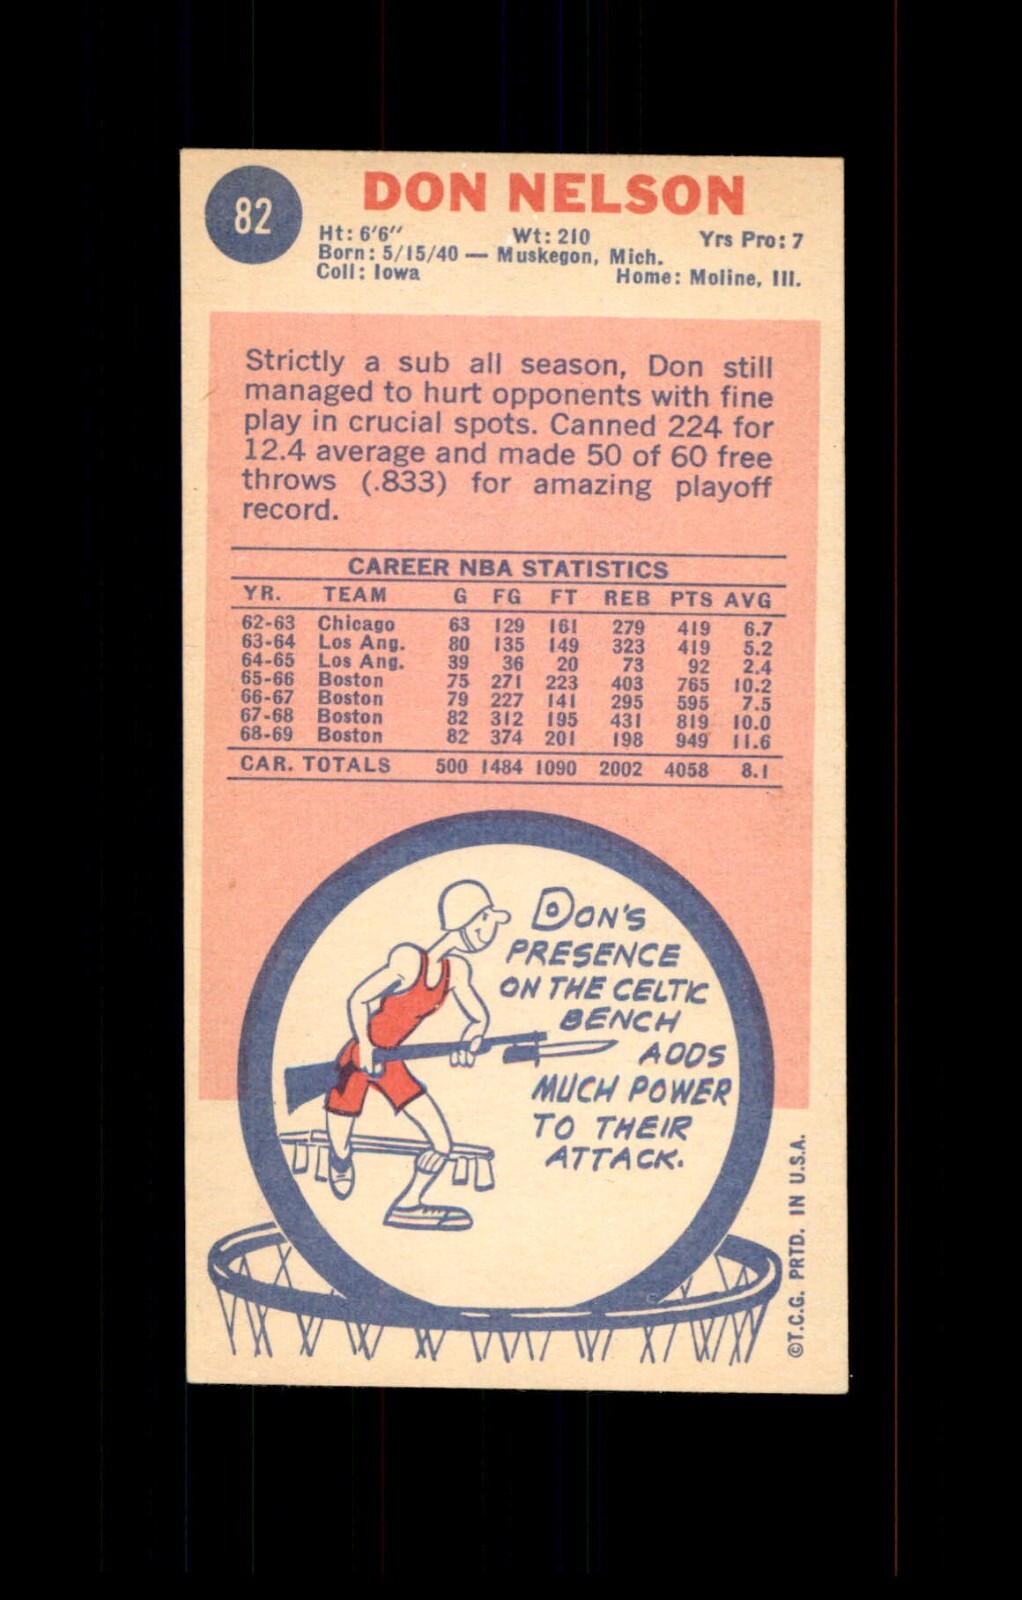 82
DON NELSON
Ht: 6'6" Wt: 210 Yrs Pro: 7
Born: 5/15/40 — Muskegon, Mich.
Coll: Iowa Home: Moline, Ill.
Strictly a sub all season, Don still
managed to hurt opponents with fine
play in crucial spots. Canned 224 for
12.4 average and made 50 of 60 free
throws (.833) for amazing playoff
record.
CAREER NBA STATISTICS
YR. TEAM G FG FT REB PTS AVG
62-63 Chicago 63 129 161 279 419 6.7
63-64 Los Ang. 80 135 149 323 419 5.2
64-65 Los Ang. 39 36 20 73 92 2.4
65-66 Boston 75 271 223 403 765 10.2
66-67 Boston 79 227 141 295 595 7.5
67-68 Boston 82 312 195 431 819 10.0
68-69 Boston 82 374 201 198 949 11.6
CAR. TOTALS 500 1484 1090 2002 4058 8.1
DON'S
PRESENCE
ON THE CELTIC
BENCH
ADDS
MUCH POWER
TO THEIR
ATTACK.
©T.C.G. PRTD. IN U.S.A.